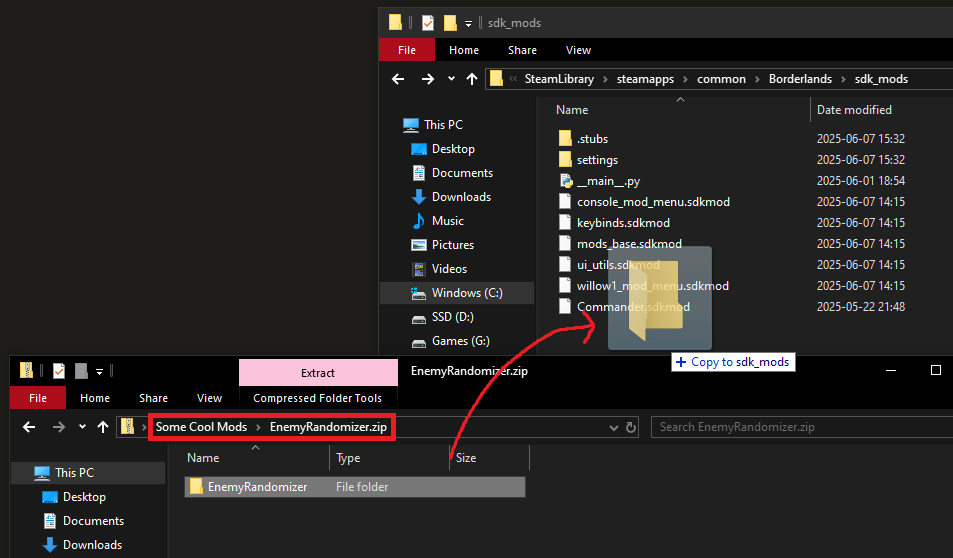 sdk_mods
File Home Share View
SteamLibrary steamapps common Borderlands sdk_mods
Name Date modified
This PC
Desktop
Documents
Downloads
Music
Pictures
Videos
Windows (C:)
SSD (D:)
Games (G:)
.stubs 2025-06-07 15:32
settings 2025-06-07 15:32
__main__.py 2025-06-01 18:54
console_mod_menu.sdkmod 2025-06-07 14:15
keybinds.sdkmod 2025-06-07 14:15
mods_base.sdkmod 2025-06-07 14:15
ui_utils.sdkmod 2025-06-07 14:15
willow1_mod_menu.sdkmod 2025-06-07 14:15
Commander.sdkmod 2025-05-22 21:48
+ Copy to sdk_mods
Extract EnemyRandomizer.zip
File Home Share View Compressed Folder Tools
Some Cool Mods EnemyRandomizer.zip Search EnemyRandomizer.zip
Name Type Size
This PC
Desktop
Documents
Downloads
EnemyRandomizer File folder